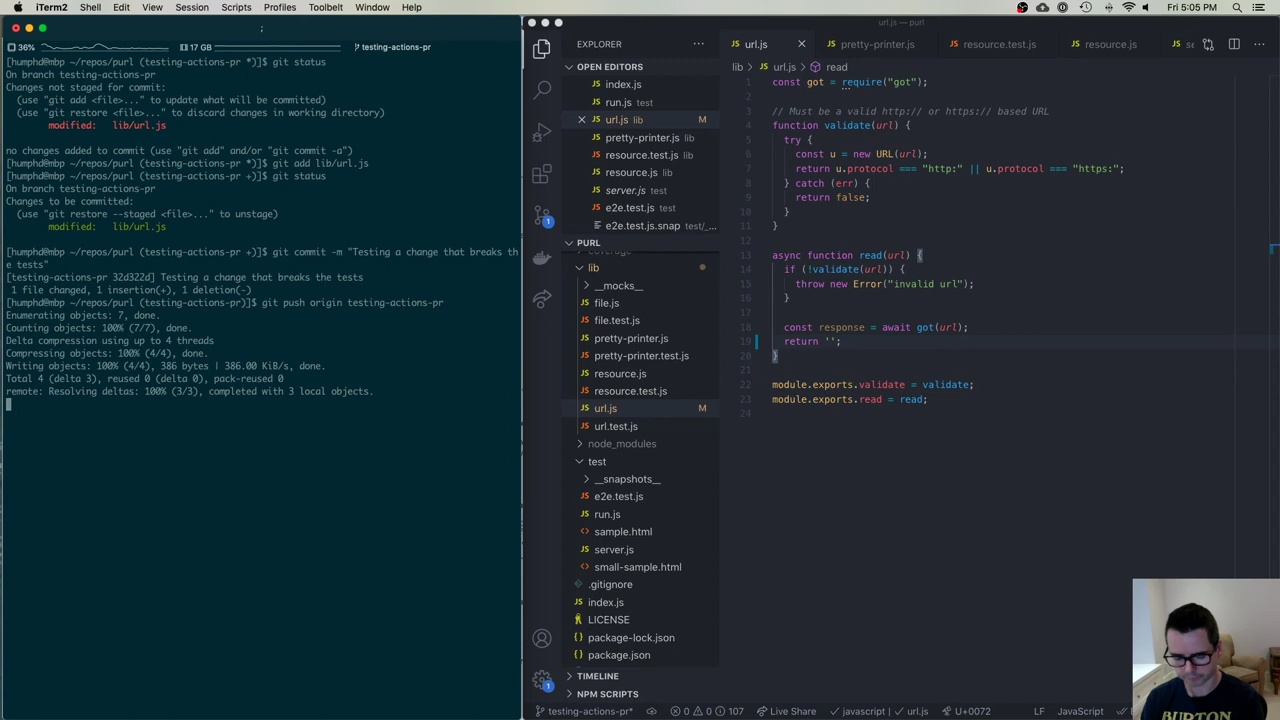 iTerm2 Shell Edit View Session Scripts Profiles Toolbelt Window Help
Fri 5:05 PM
36% 17 GB testing-actions-pr
[humphd@mbp ~/repos/purl (testing-actions-pr *)]$ git status
On branch testing-actions-pr
Changes not staged for commit:
(use "git add <file>..." to update what will be committed)
(use "git restore <file>..." to discard changes in working directory)
modified: lib/url.js
no changes added to commit (use "git add" and/or "git commit -a")
[humphd@mbp ~/repos/purl (testing-actions-pr *)]$ git add lib/url.js
[humphd@mbp ~/repos/purl (testing-actions-pr +)]$ git status
On branch testing-actions-pr
Changes to be committed:
(use "git restore --staged <file>..." to unstage)
modified: lib/url.js
[humphd@mbp ~/repos/purl (testing-actions-pr +)]$ git commit -m "Testing a change that breaks th
e tests"
[testing-actions-pr 32d322d] Testing a change that breaks the tests
1 file changed, 1 insertion(+), 1 deletion(-)
[humphd@mbp ~/repos/purl (testing-actions-pr)]$ git push origin testing-actions-pr
Enumerating objects: 7, done.
Counting objects: 100% (7/7), done.
Delta compression using up to 4 threads
Compressing objects: 100% (4/4), done.
Writing objects: 100% (4/4), 386 bytes | 386.00 KiB/s, done.
Total 4 (delta 3), reused 0 (delta 0), pack-reused 0
remote: Resolving deltas: 100% (3/3), completed with 3 local objects.
url.js — purl
EXPLORER
OPEN EDITORS
index.js
run.js test
url.js lib M
pretty-printer.js lib
resource.test.js lib
resource.js lib
server.js test
e2e.test.js test
e2e.test.js.snap test/_...
PURL
coverage
lib
__mocks__
file.js
file.test.js
pretty-printer.js
pretty-printer.test.js
resource.js
resource.test.js
url.js M
url.test.js
node_modules
test
__snapshots__
e2e.test.js
run.js
sample.html
server.js
small-sample.html
.gitignore
index.js
LICENSE
package-lock.json
package.json
TIMELINE
NPM SCRIPTS
1
1
url.js pretty-printer.js resource.test.js resource.js se
lib > url.js > read
1 const got = require("got");
2
3 // Must be a valid http:// or https:// based URL
4 function validate(url) {
5 try {
6 const u = new URL(url);
7 return u.protocol === "http:" || u.protocol === "https:";
8 } catch (err) {
9 return false;
10 }
11 }
12
13 async function read(url) {
14 if (!validate(url)) {
15 throw new Error("invalid url");
16 }
17
18 const response = await got(url);
19 return '';
20 }
21
22 module.exports.validate = validate;
23 module.exports.read = read;
24
testing-actions-pr* 0 0 107 Live Share javascript | url.js U+0072 LF JavaScript
BURTON